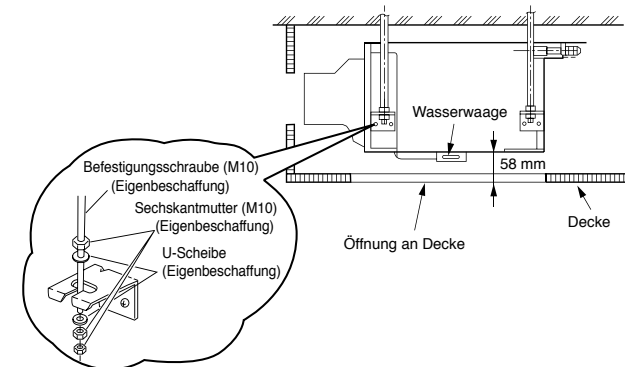 Wasserwaage
58 mm
Befestigungsschraube (M10)
(Eigenbeschaffung)
Sechskantmutter (M10)
(Eigenbeschaffung)
U-Scheibe
(Eigenbeschaffung)
Decke
Öffnung an Decke